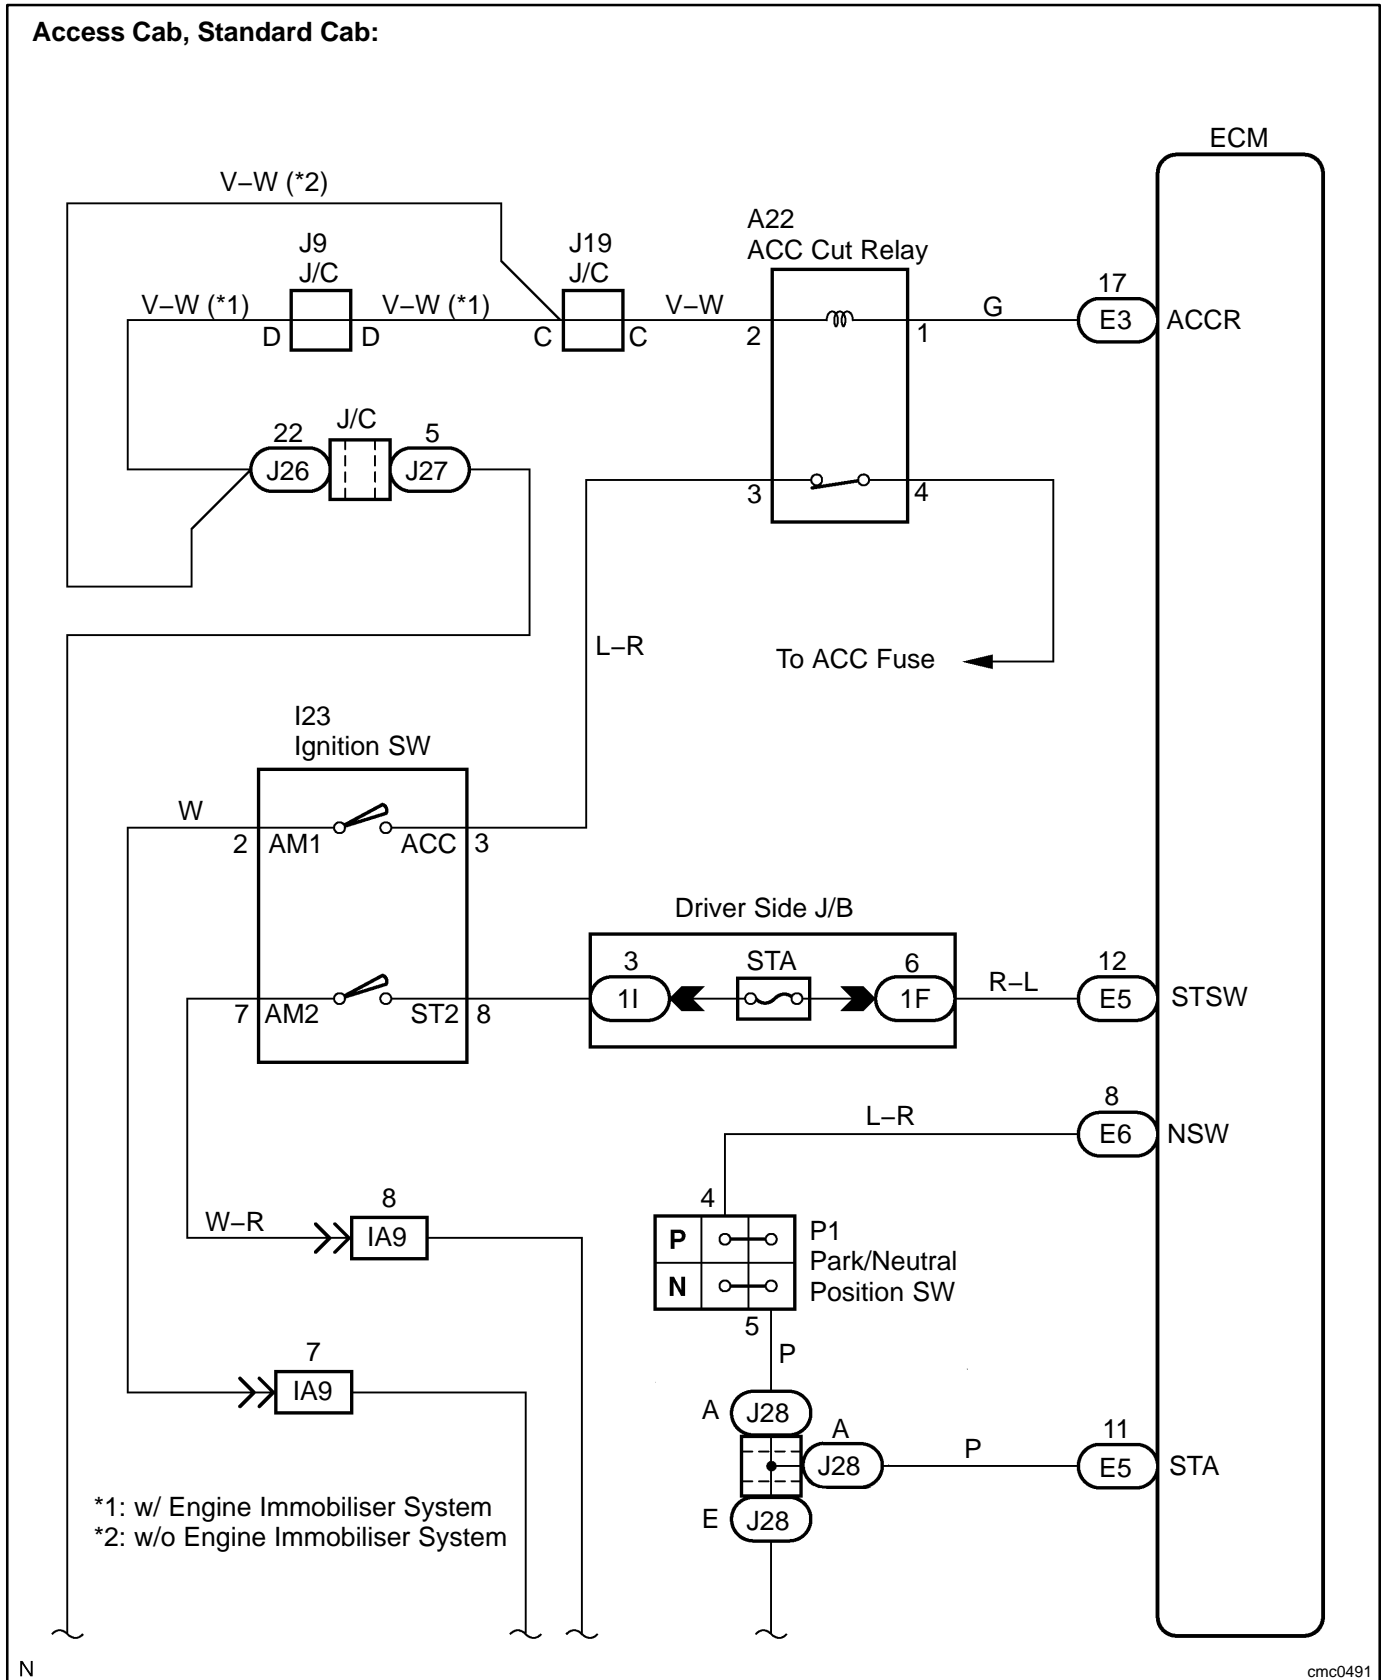 Access Cab, Standard Cab:
ECM
V–W (*2)
A22
ACC Cut Relay
J9
J/C
J19
J/C
17
V–W (*1)
V–W (*1)
V–W
G
E3
ACCR
D
D
C
C
2
1
J/C
22
5
J26
J27
3
4
L–R
To ACC Fuse
I23
Ignition SW
W
2
AM1
ACC
3
Driver Side J/B
3
STA
6
12
1I
1F
R–L
E5
STSW
7
AM2
ST2
8
8
L–R
E6
NSW
4
8
W–R
IA9
P
N
P1
Park/Neutral
Position SW
5
P
7
IA9
A
J28
A
J28
P
11
E5
STA
E
J28
*1: w/ Engine Immobiliser System
*2: w/o Engine Immobiliser System
N
cmc0491